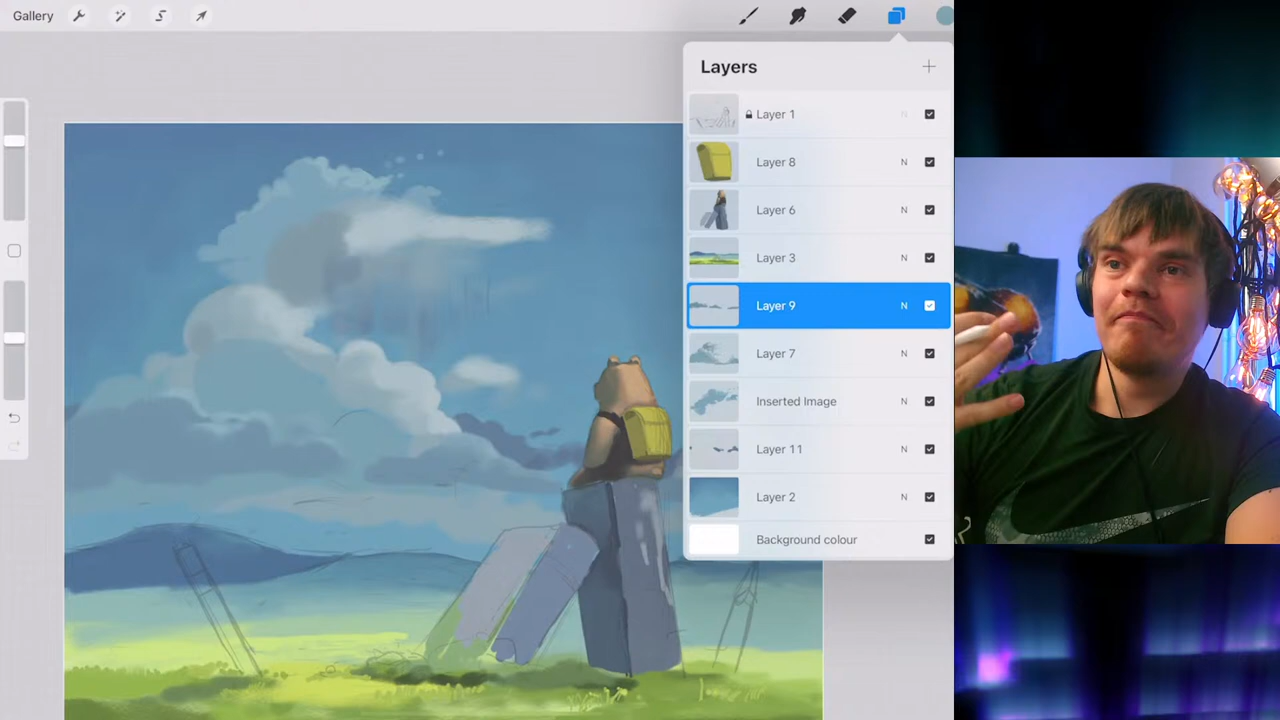 Gallery
Layers
Layer 1
Layer 8 N
Layer 6 N
Layer 3 N
Layer 9 N
Layer 7 N
Inserted Image N
Layer 11 N
Layer 2 N
Background colour